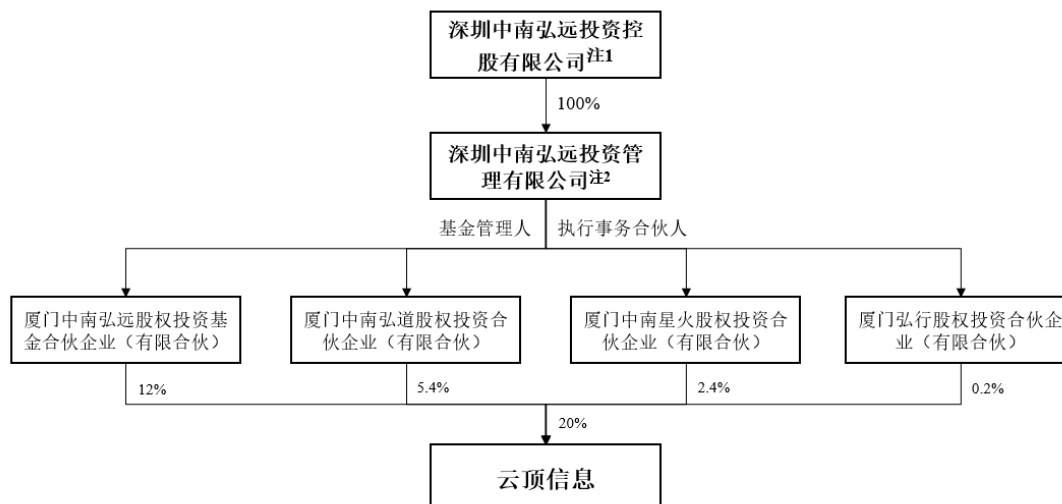 深圳中南弘远投资控
股有限公司注1
100%
深圳中南弘远投资管
理有限公司注2
基金管理人
执行事务合伙人
厦门中南弘远股权投资基
金合伙企业（有限合伙）
厦门中南弘道股权投资合
伙企业（有限合伙）
厦门中南星火股权投资合
伙企业（有限合伙）
厦门弘行股权投资合伙企
业（有限合伙）
12%
5.4%
2.4%
0.2%
20%
云顶信息